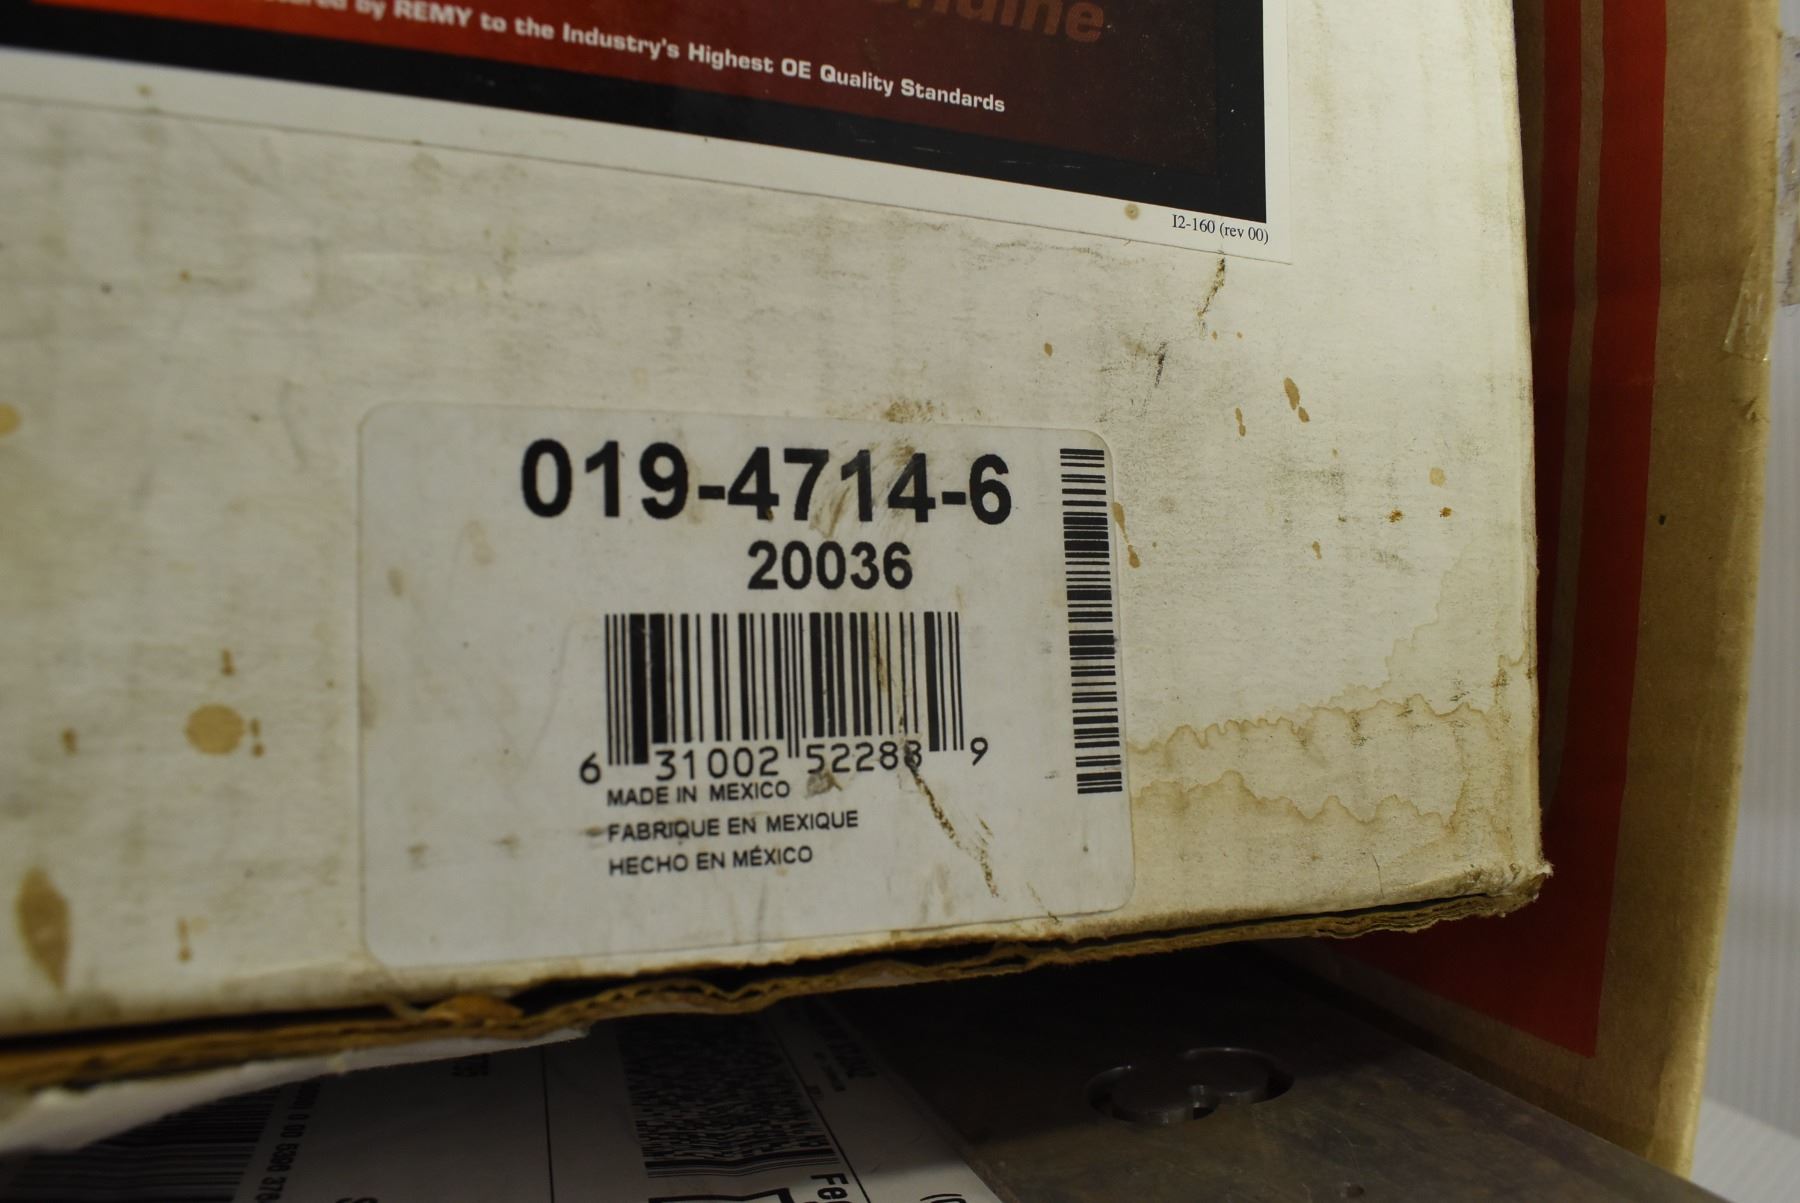 by REMY to the Industry's Highest OE Quality Standards
I2-160 (rev 00)
019-4714-6
20036
6 31002 52288 9
MADE IN MEXICO
FABRIQUE EN MEXIQUE
HECHO EN MÉXICO